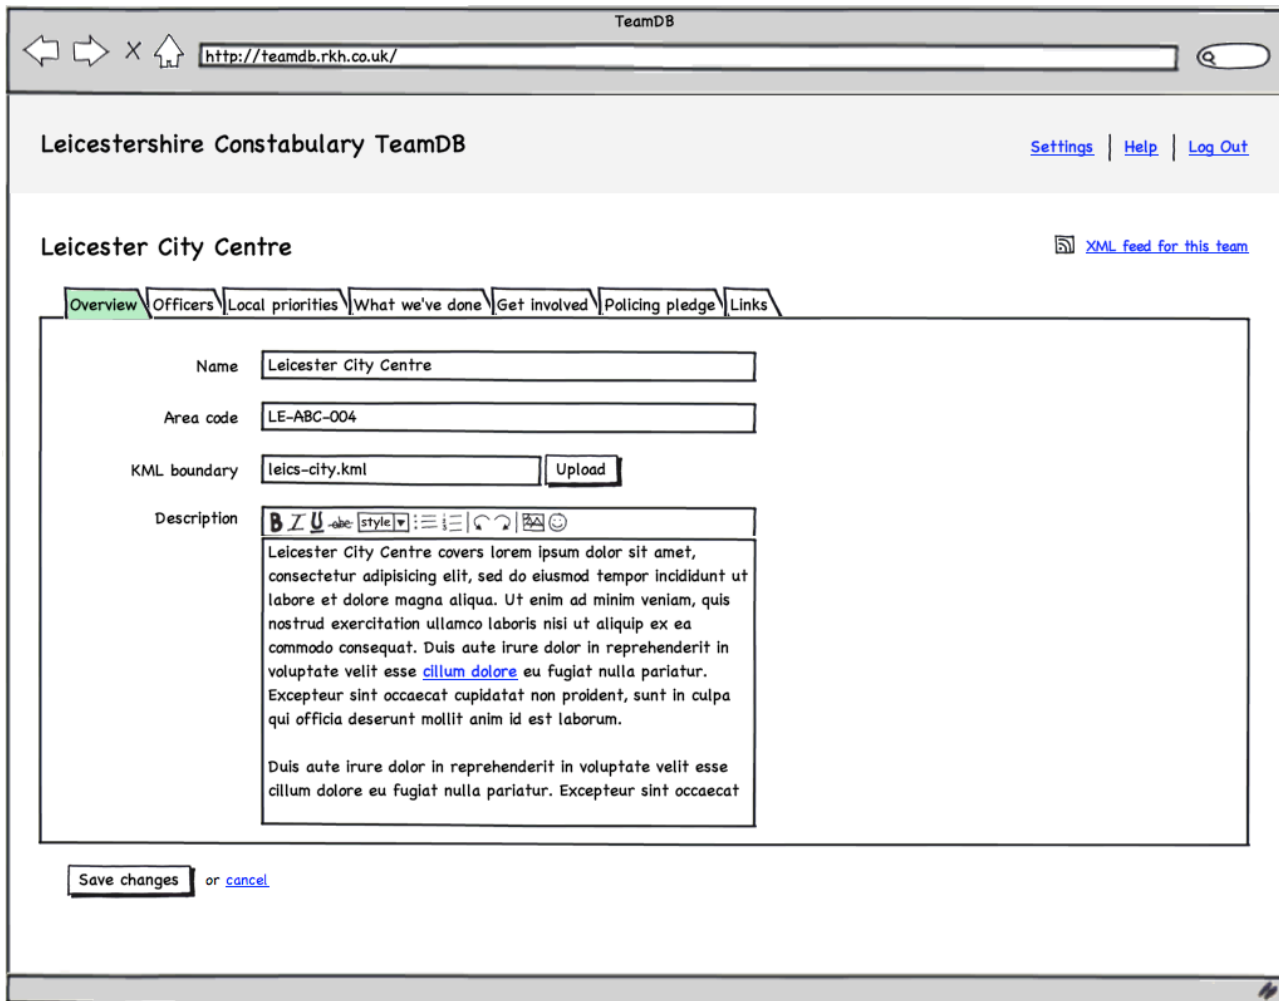 TeamDB
http://teamdb.rkh.co.uk/
Leicestershire Constabulary TeamDB
Settings | Help | Log Out
Leicester City Centre
XML feed for this team
Overview Officers Local priorities What we've done Get involved Policing pledge Links
Name Leicester City Centre
Area code LE-ABC-004
KML boundary leics-city.kml Upload
Description B I U abc style
Leicester City Centre covers lorem ipsum dolor sit amet,
consectetur adipisicing elit, sed do eiusmod tempor incididunt ut
labore et dolore magna aliqua. Ut enim ad minim veniam, quis
nostrud exercitation ullamco laboris nisi ut aliquip ex ea
commodo consequat. Duis aute irure dolor in reprehenderit in
voluptate velit esse cillum dolore eu fugiat nulla pariatur.
Excepteur sint occaecat cupidatat non proident, sunt in culpa
qui officia deserunt mollit anim id est laborum.
Duis aute irure dolor in reprehenderit in voluptate velit esse
cillum dolore eu fugiat nulla pariatur. Excepteur sint occaecat
Save changes or cancel